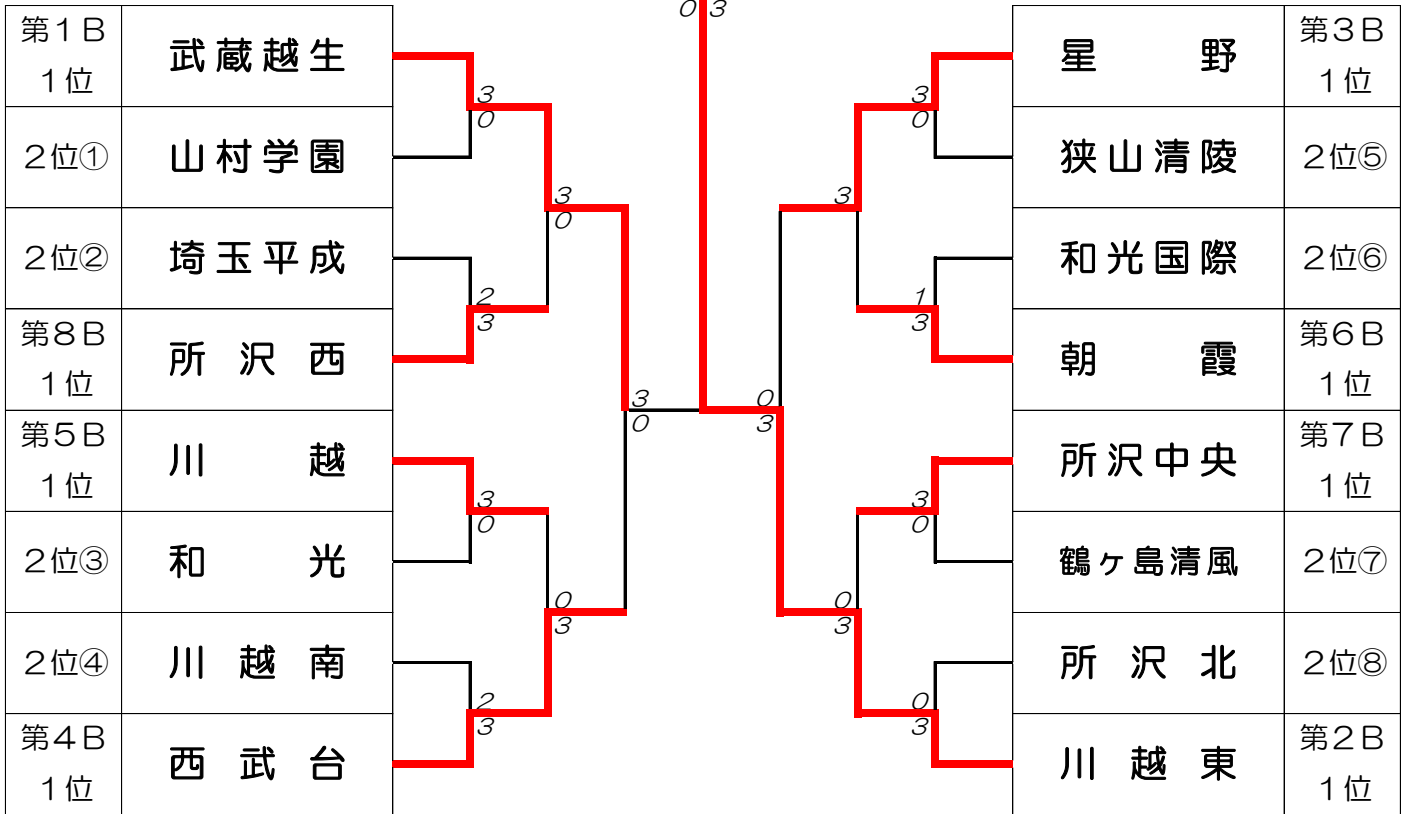 0 3
第1B 1位 武蔵越生
2位① 山村学園
2位② 埼玉平成
第8B 1位 所沢西
第5B 1位 川越
2位③ 和光
2位④ 川越南
第4B 1位 西武台
3
0
2
3
3
0
2
3
3
0
0
3
3
0
0
3
3
0
3
1
3
0
3
3
0
0
3
星野 第3B 1位
狭山清陵 2位⑤
和光国際 2位⑥
朝霞 第6B 1位
所沢中央 第7B 1位
鶴ヶ島清風 2位⑦
所沢北 2位⑧
川越東 第2B 1位